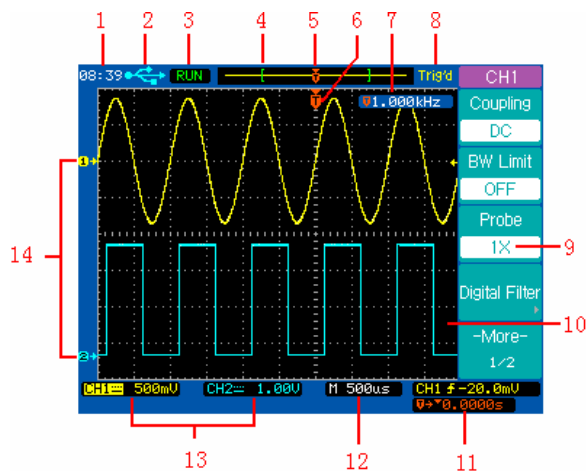 1 2 3 4 5 6 7 8
08:39 RUN T Trig'd CH1
T T 1.000kHz Coupling
DC
BW Limit
OFF
Probe
1X 9
Digital Filter
10
-More-
1/2
14
1
2
CH1 500mV CH2 1.00V M 500us CH1 -20.0mV
T 0.0000s
13 12 11